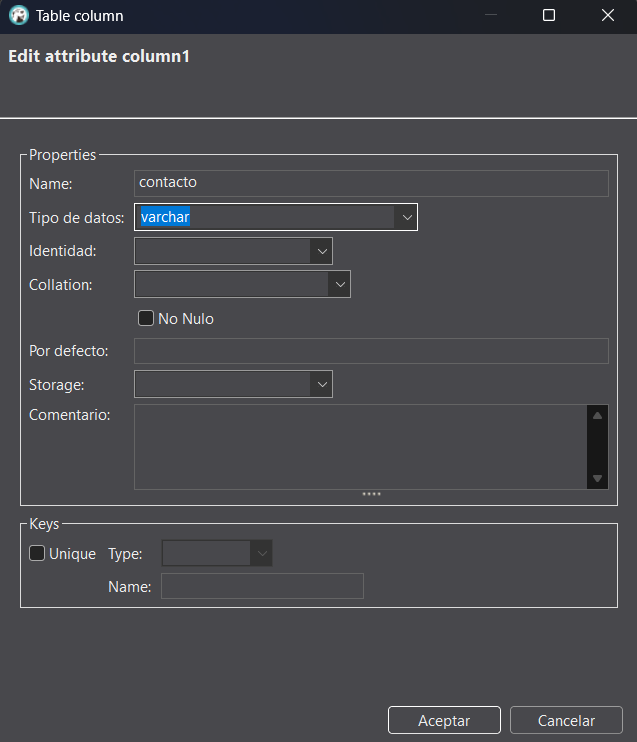 Table column
Edit attribute column1
Properties
Name: contacto
Tipo de datos: varchar
Identidad:
Collation:
No Nulo
Por defecto:
Storage:
Comentario:
Keys
Unique Type:
Name:
Aceptar Cancelar